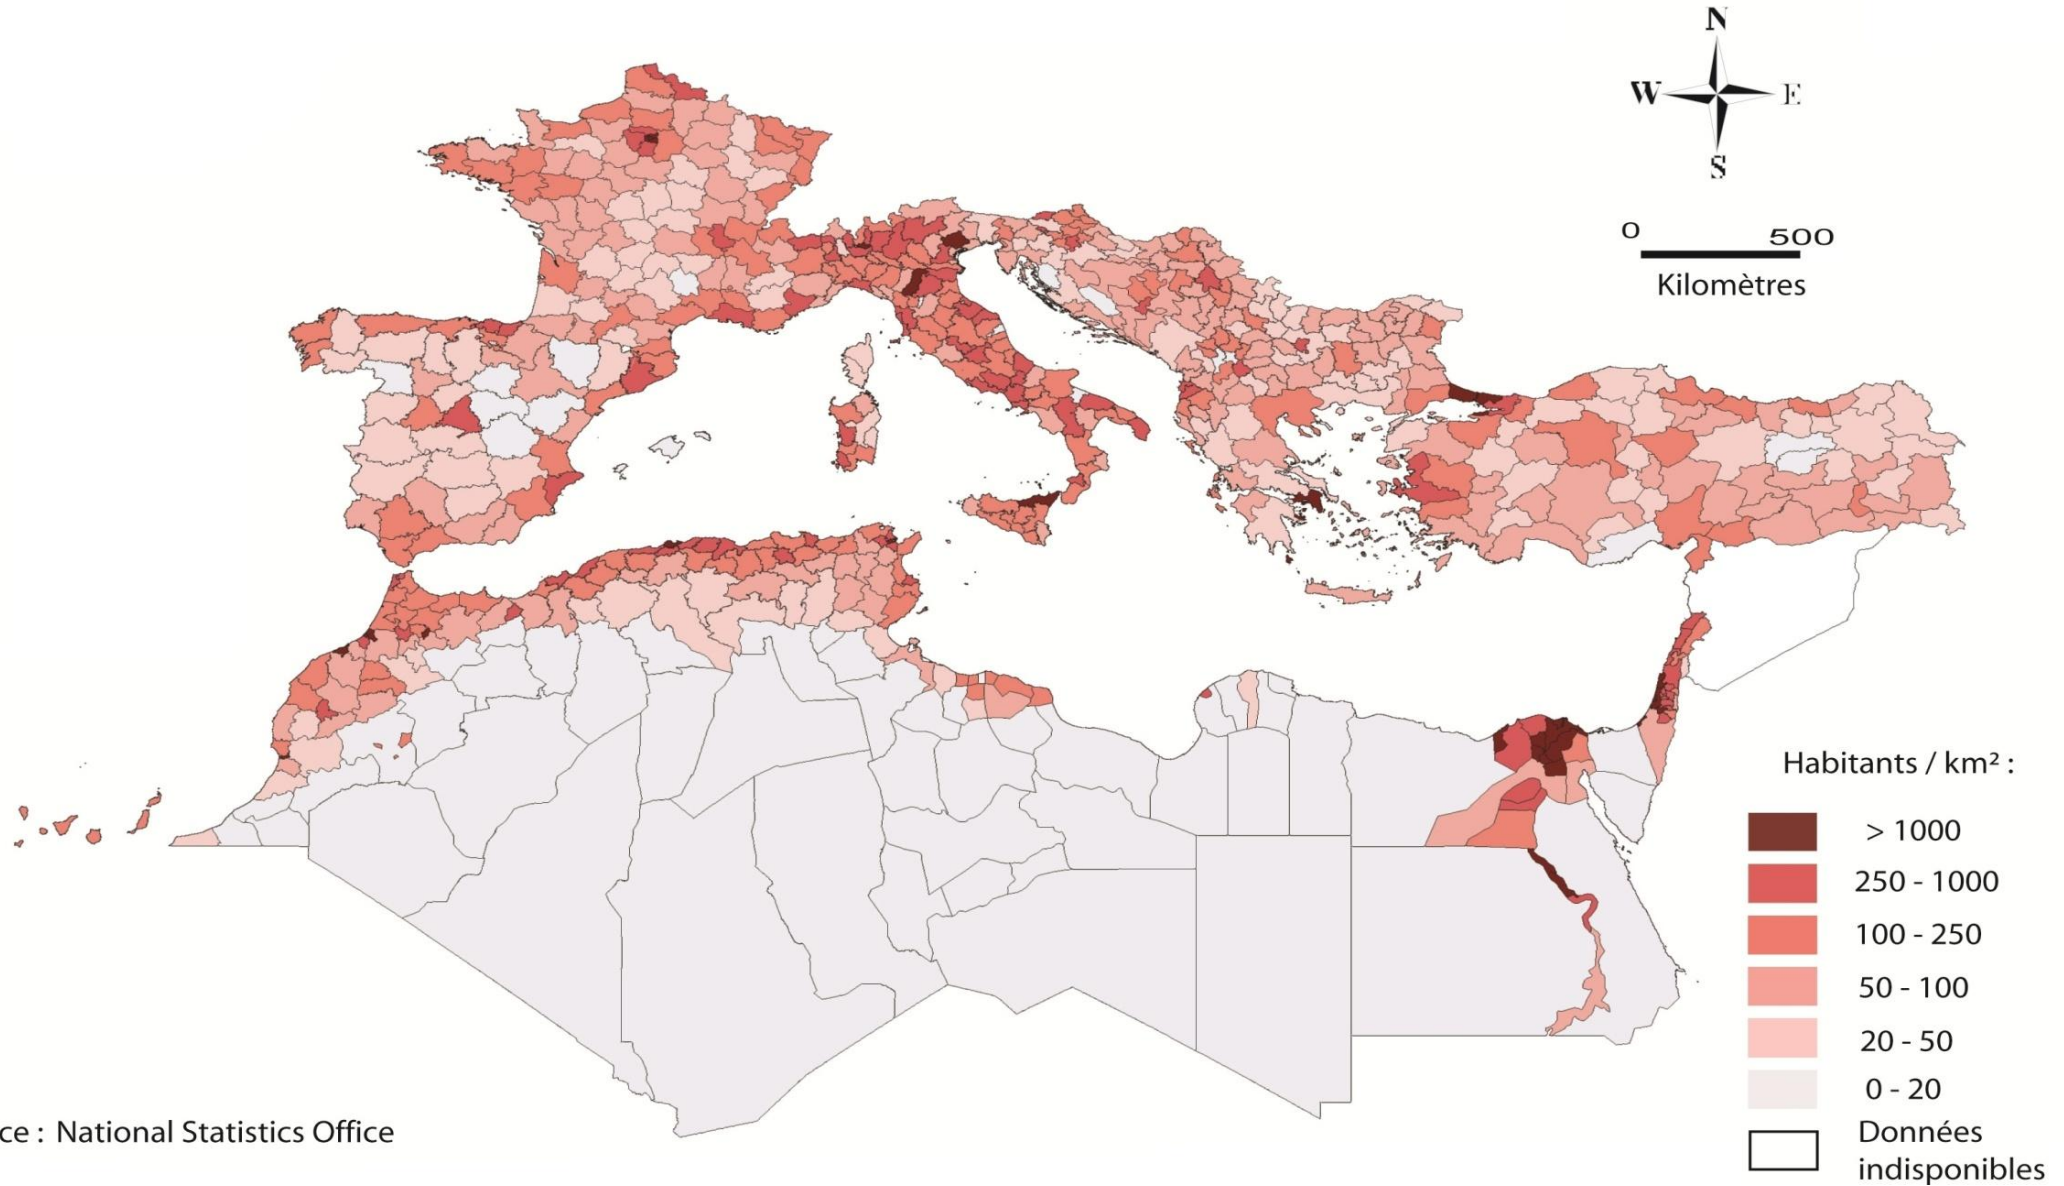 N
W E
S
0 500
Kilomètres
Habitants / km² :
> 1000
250 - 1000
100 - 250
50 - 100
20 - 50
0 - 20
Données
indisponibles
ce : National Statistics Office